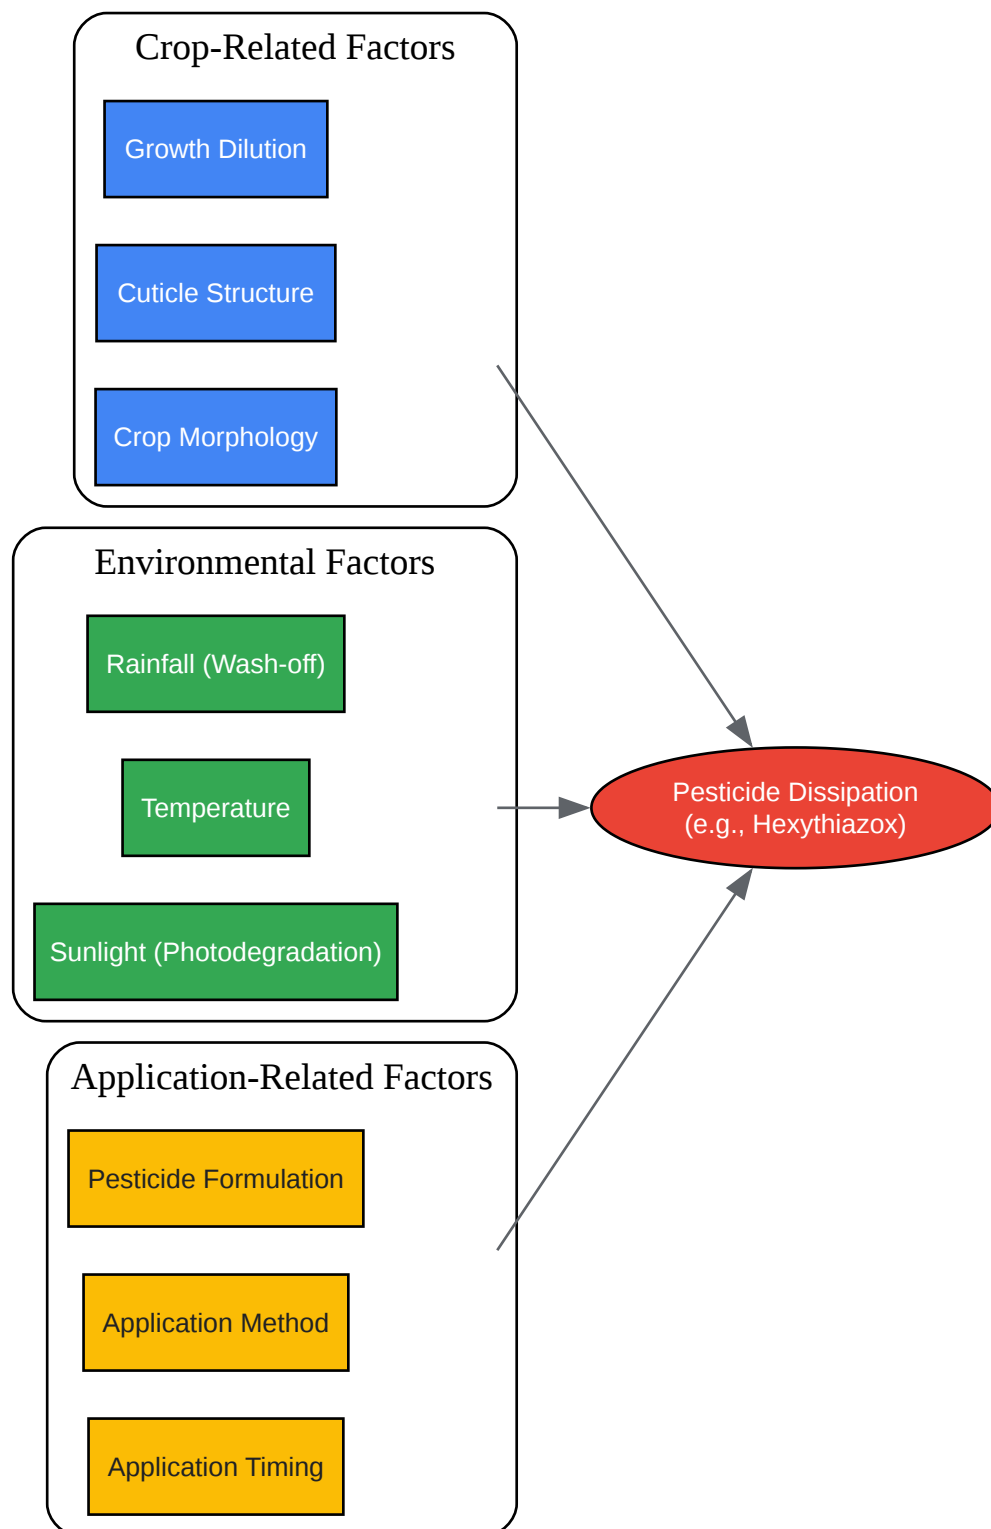 Crop-Related Factors
Growth Dilution
Cuticle Structure
Crop Morphology
Environmental Factors
Rainfall (Wash-off)
Temperature
Sunlight (Photodegradation)
Pesticide Dissipation
(e.g., Hexythiazox)
Application-Related Factors
Pesticide Formulation
Application Method
Application Timing